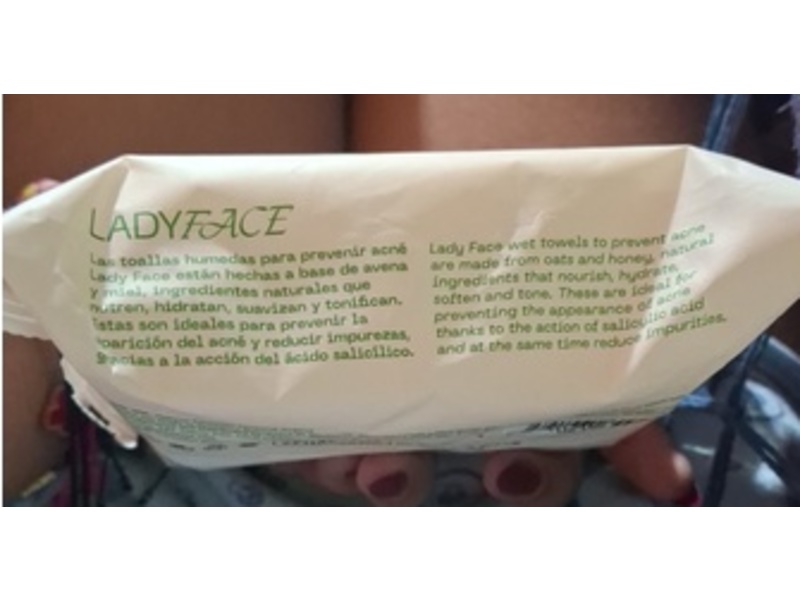 LADYFACE
Las toallas humedas para prevenir acné
Lady Face están hechas a base de avena
y miel, ingredientes naturales que
nutren, hidratan, suavizan y tonifican.
Estas son ideales para prevenir la
aparición del acné y reducir impurezas,
gracias a la acción del ácido salicílico.
Lady Face wet towels to prevent acne
are made from oats and honey, natural
ingredients that nourish, hydrate,
soften and tone. These are ideal for
preventing the appearance of acne
thanks to the action of salicylic acid
and at the same time reduce impurities.